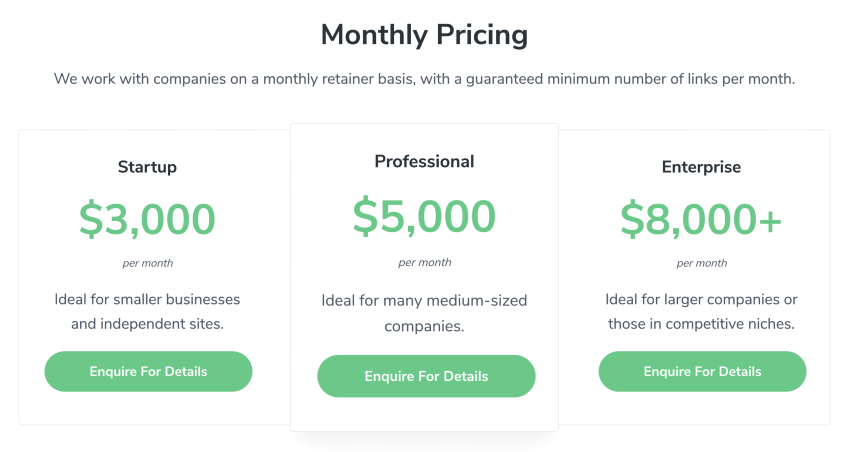 Monthly Pricing
We work with companies on a monthly retainer basis, with a guaranteed minimum number of links per month.
Startup
$3,000
per month
Ideal for smaller businesses
and independent sites.
Enquire For Details
Professional
$5,000
per month
Ideal for many medium-sized
companies.
Enquire For Details
Enterprise
$8,000+
per month
Ideal for larger companies or
those in competitive niches.
Enquire For Details